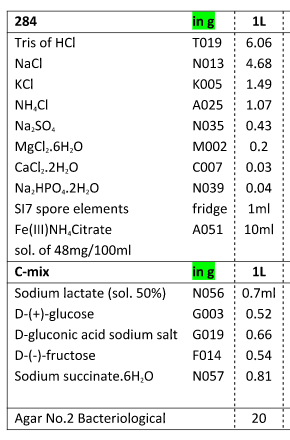 284 in g 1L
Tris of HCl T019 6.06
NaCl N013 4.68
KCl K005 1.49
NH₄Cl A025 1.07
Na₂SO₄ N035 0.43
MgCl₂.6H₂O M002 0.2
CaCl₂.2H₂O C007 0.03
Na₂HPO₄.2H₂O N039 0.04
SI7 spore elements fridge 1ml
Fe(III)NH₄Citrate A051 10ml
sol. of 48mg/100ml
C-mix in g 1L
Sodium lactate (sol. 50%) N056 0.7ml
D-(+)-glucose G003 0.52
D-gluconic acid sodium salt G019 0.66
D-(-)-fructose F014 0.54
Sodium succinate.6H₂O N057 0.81
Agar No.2 Bacteriological 20